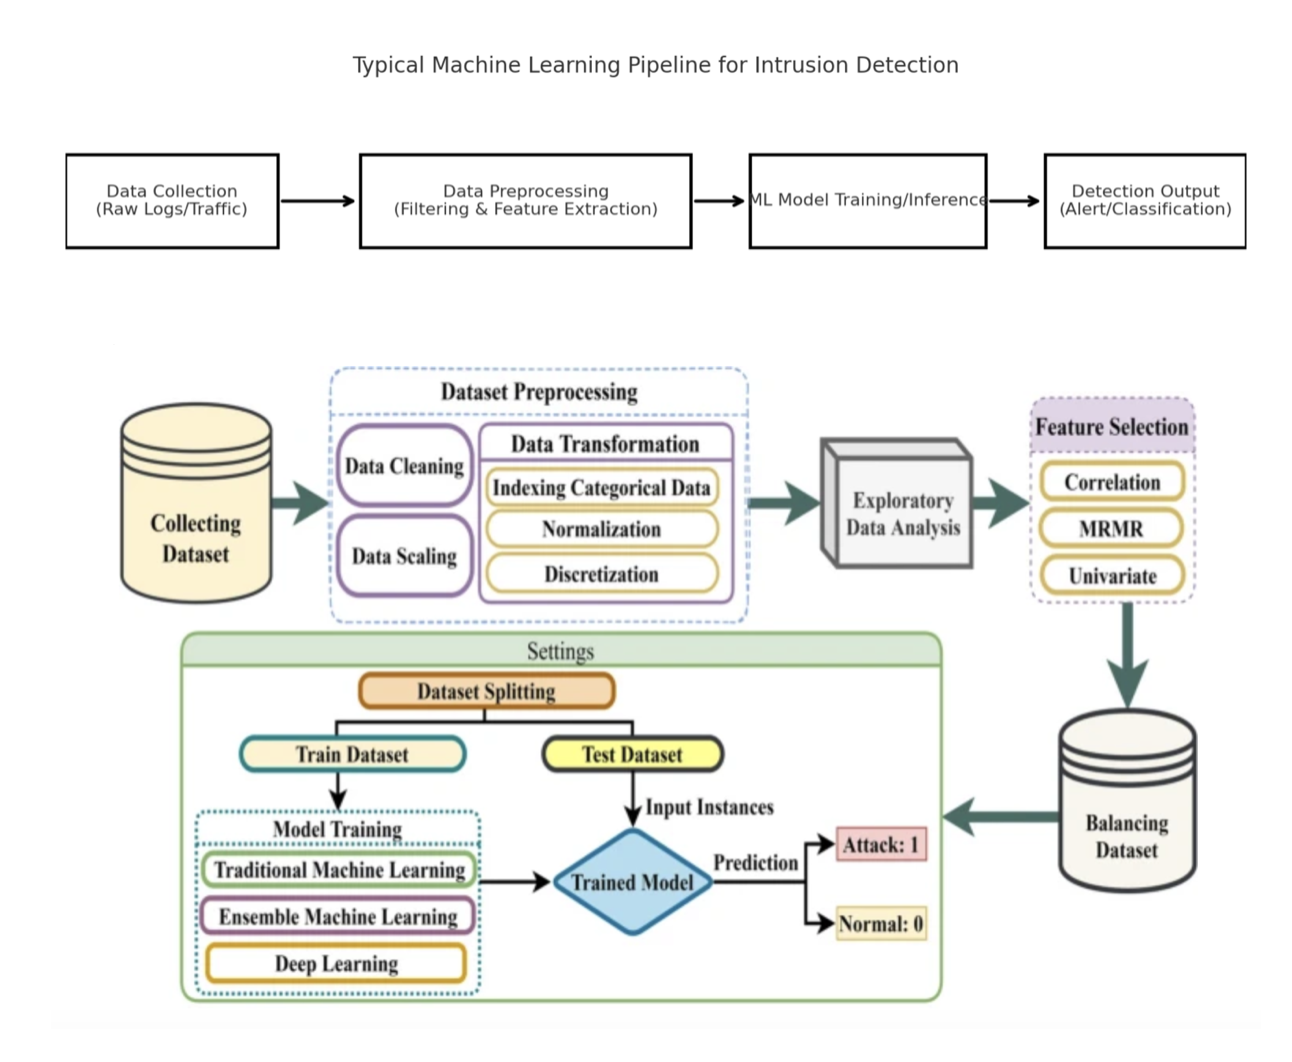 Typical Machine Learning Pipeline for Intrusion Detection
Data Collection
(Raw Logs/Traffic)
Data Preprocessing
(Filtering & Feature Extraction)
ML Model Training/Inference
Detection Output
(Alert/Classification)
Collecting
Dataset
Dataset Preprocessing
Data Cleaning
Data Scaling
Data Transformation
Indexing Categorical Data
Normalization
Discretization
Exploratory
Data Analysis
Feature Selection
Correlation
MRMR
Univariate
Balancing
Dataset
Settings
Dataset Splitting
Train Dataset
Test Dataset
Input Instances
Model Training
Traditional Machine Learning
Ensemble Machine Learning
Deep Learning
Trained Model
Prediction
Attack: 1
Normal: 0